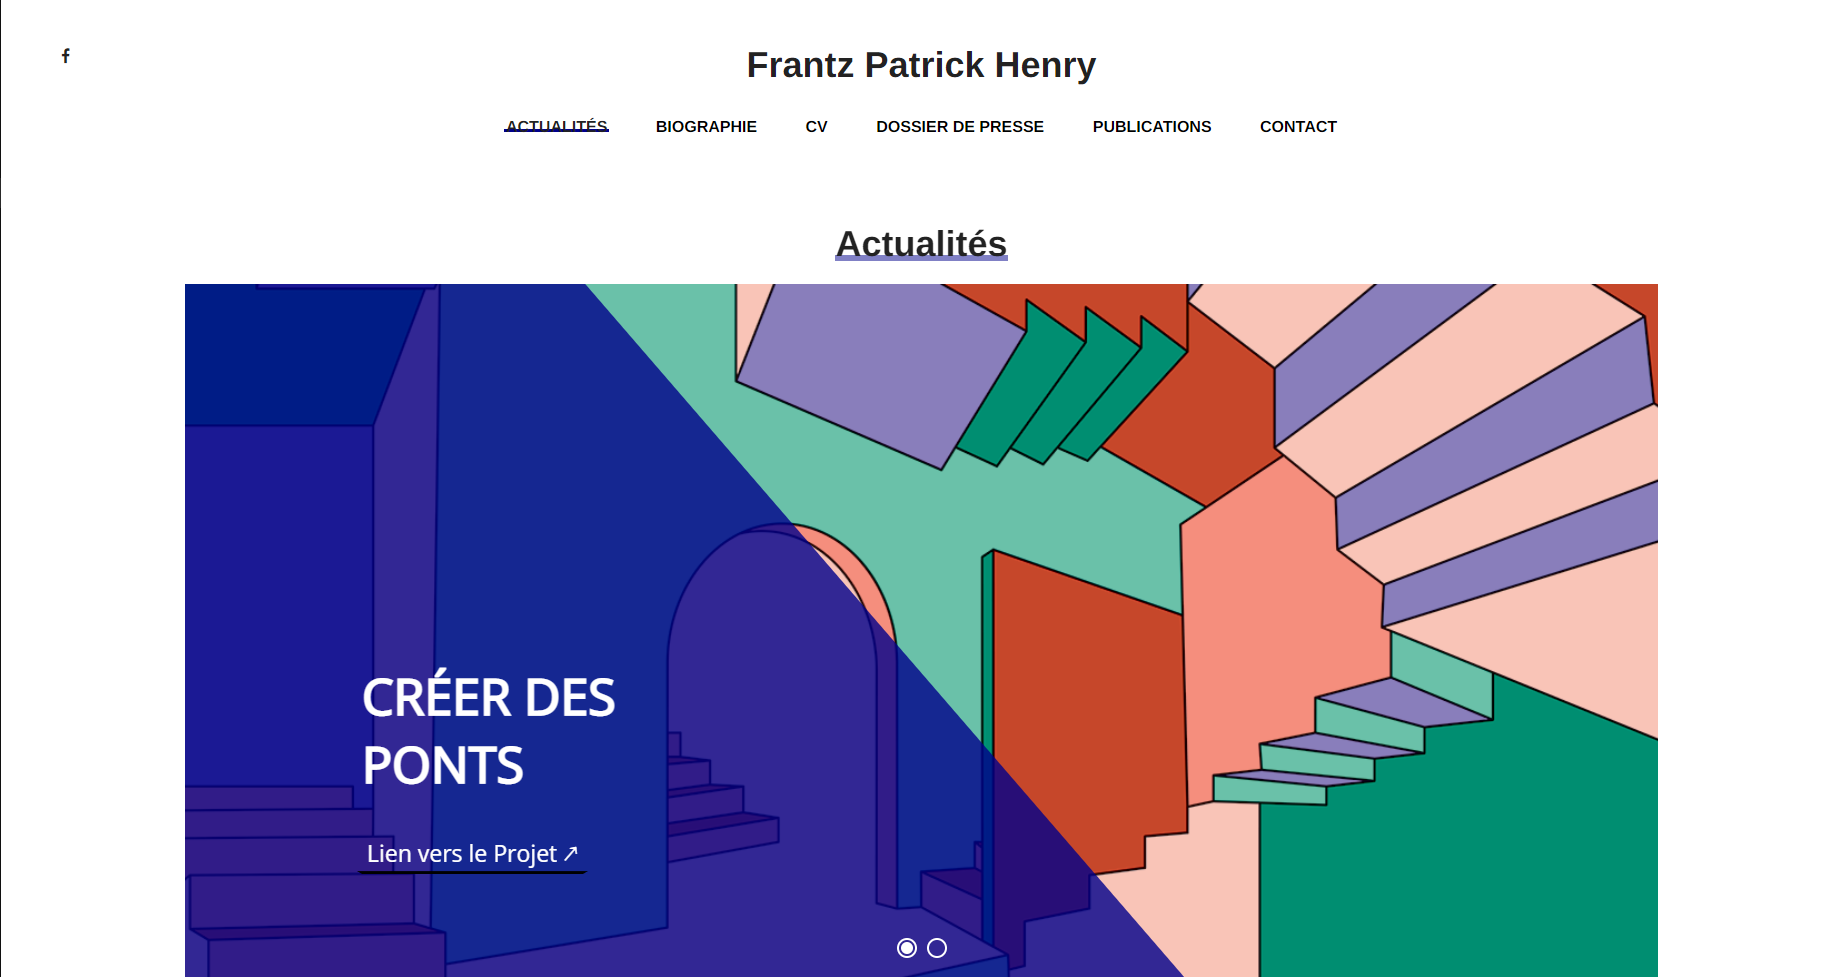 Frantz Patrick Henry
ACTUALITÉS BIOGRAPHIE CV DOSSIER DE PRESSE PUBLICATIONS CONTACT
Actualités
CRÉER DES
PONTS
Lien vers le Projet ↗